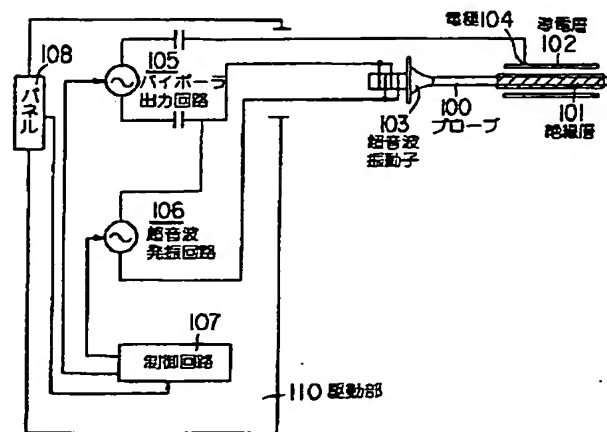 電極104
導電層
102
108
パネル
105
バイポーラ
出力回路
103
超音波
振動子
100
プローブ
101
絶縁層
106
超音波
発振回路
107
制御回路
110 駆動部